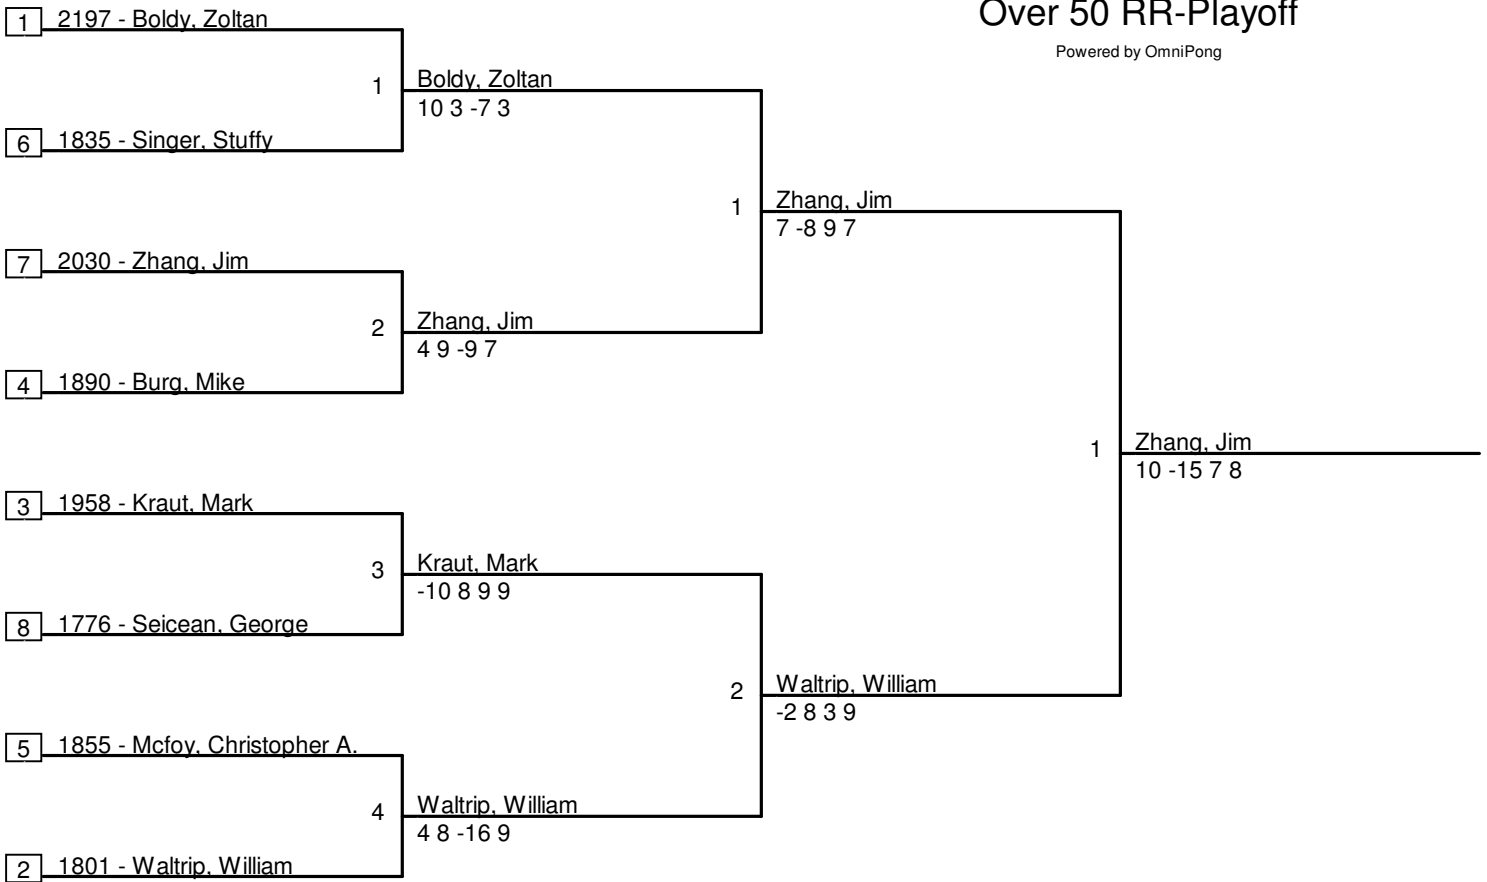 Over 50 RR-Playoff
Powered by OmniPong
1 2197 - Boldy, Zoltan
1 Boldy, Zoltan
10 3 -7 3
6 1835 - Singer, Stuffy
1 Zhang, Jim
7 -8 9 7
7 2030 - Zhang, Jim
2 Zhang, Jim
4 9 -9 7
4 1890 - Burg, Mike
1 Zhang, Jim
10 -15 7 8
3 1958 - Kraut, Mark
3 Kraut, Mark
-10 8 9 9
8 1776 - Seicean, George
2 Waltrip, William
-2 8 3 9
5 1855 - Mcfoy, Christopher A.
4 Waltrip, William
4 8 -16 9
2 1801 - Waltrip, William